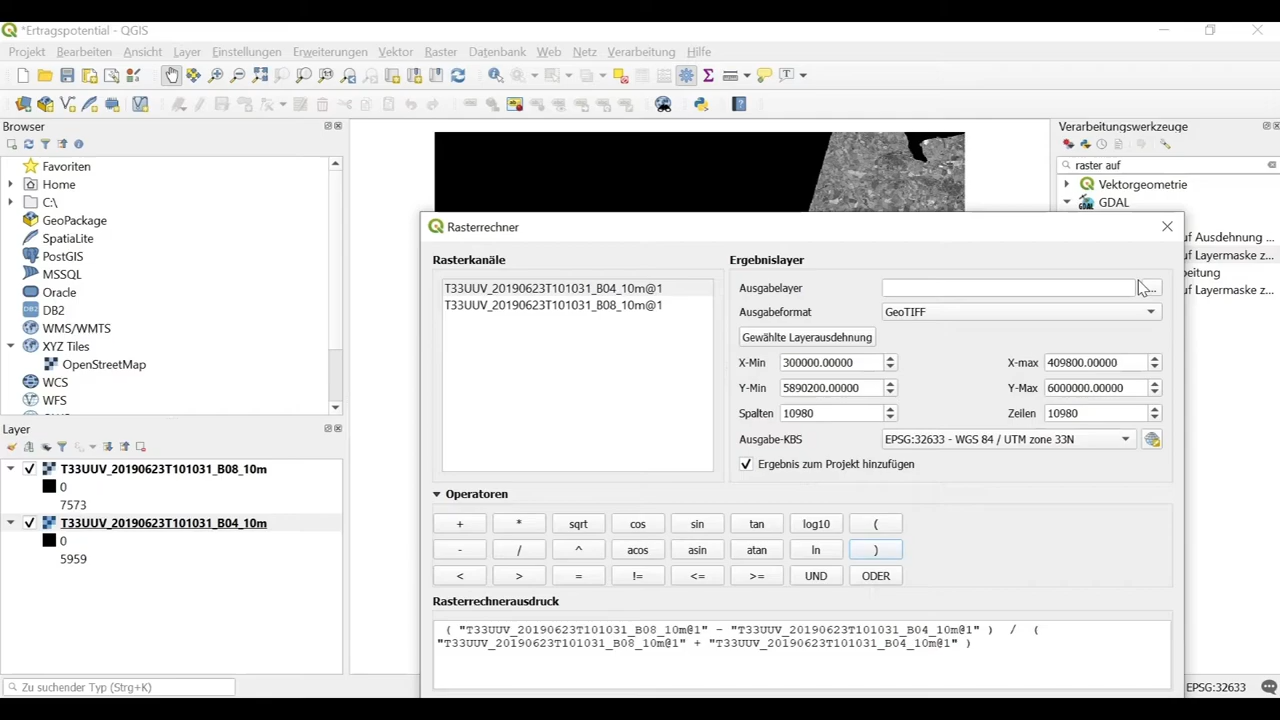 *Ertragspotential - QGIS
Projekt Bearbeiten Ansicht Layer Einstellungen Erweiterungen Vektor Raster Datenbank Web Netz Verarbeitung Hilfe
Browser
Favoriten
Home
C:\
GeoPackage
SpatiaLite
PostGIS
MSSQL
Oracle
DB2
WMS/WMTS
XYZ Tiles
OpenStreetMap
WCS
WFS
Layer
T33UUV_20190623T101031_B08_10m
0
7573
T33UUV_20190623T101031_B04_10m
0
5959
Zu suchender Typ (Strg+K)
Verarbeitungswerkzeuge
raster auf
Vektorgeometrie
GDAL
uf Ausdehnung ...
uf Layermaske z...
beitung
uf Layermaske z...
EPSG:32633
Rasterrechner
Rasterkanäle
T33UUV_20190623T101031_B04_10m@1
T33UUV_20190623T101031_B08_10m@1
Ergebnislayer
Ausgabelayer
Ausgabeformat GeoTIFF
Gewählte Layerausdehnung
X-Min 300000.00000 X-max 409800.00000
Y-Min 5890200.00000 Y-Max 6000000.00000
Spalten 10980 Zeilen 10980
Ausgabe-KBS EPSG:32633 - WGS 84 / UTM zone 33N
Ergebnis zum Projekt hinzufügen
Operatoren
+ * sqrt cos sin tan log10 (
- / ^ acos asin atan ln )
< > = != <= >= UND ODER
Rasterrechnerausdruck
( "T33UUV_20190623T101031_B08_10m@1" - "T33UUV_20190623T101031_B04_10m@1" ) / (
"T33UUV_20190623T101031_B08_10m@1" + "T33UUV_20190623T101031_B04_10m@1" )